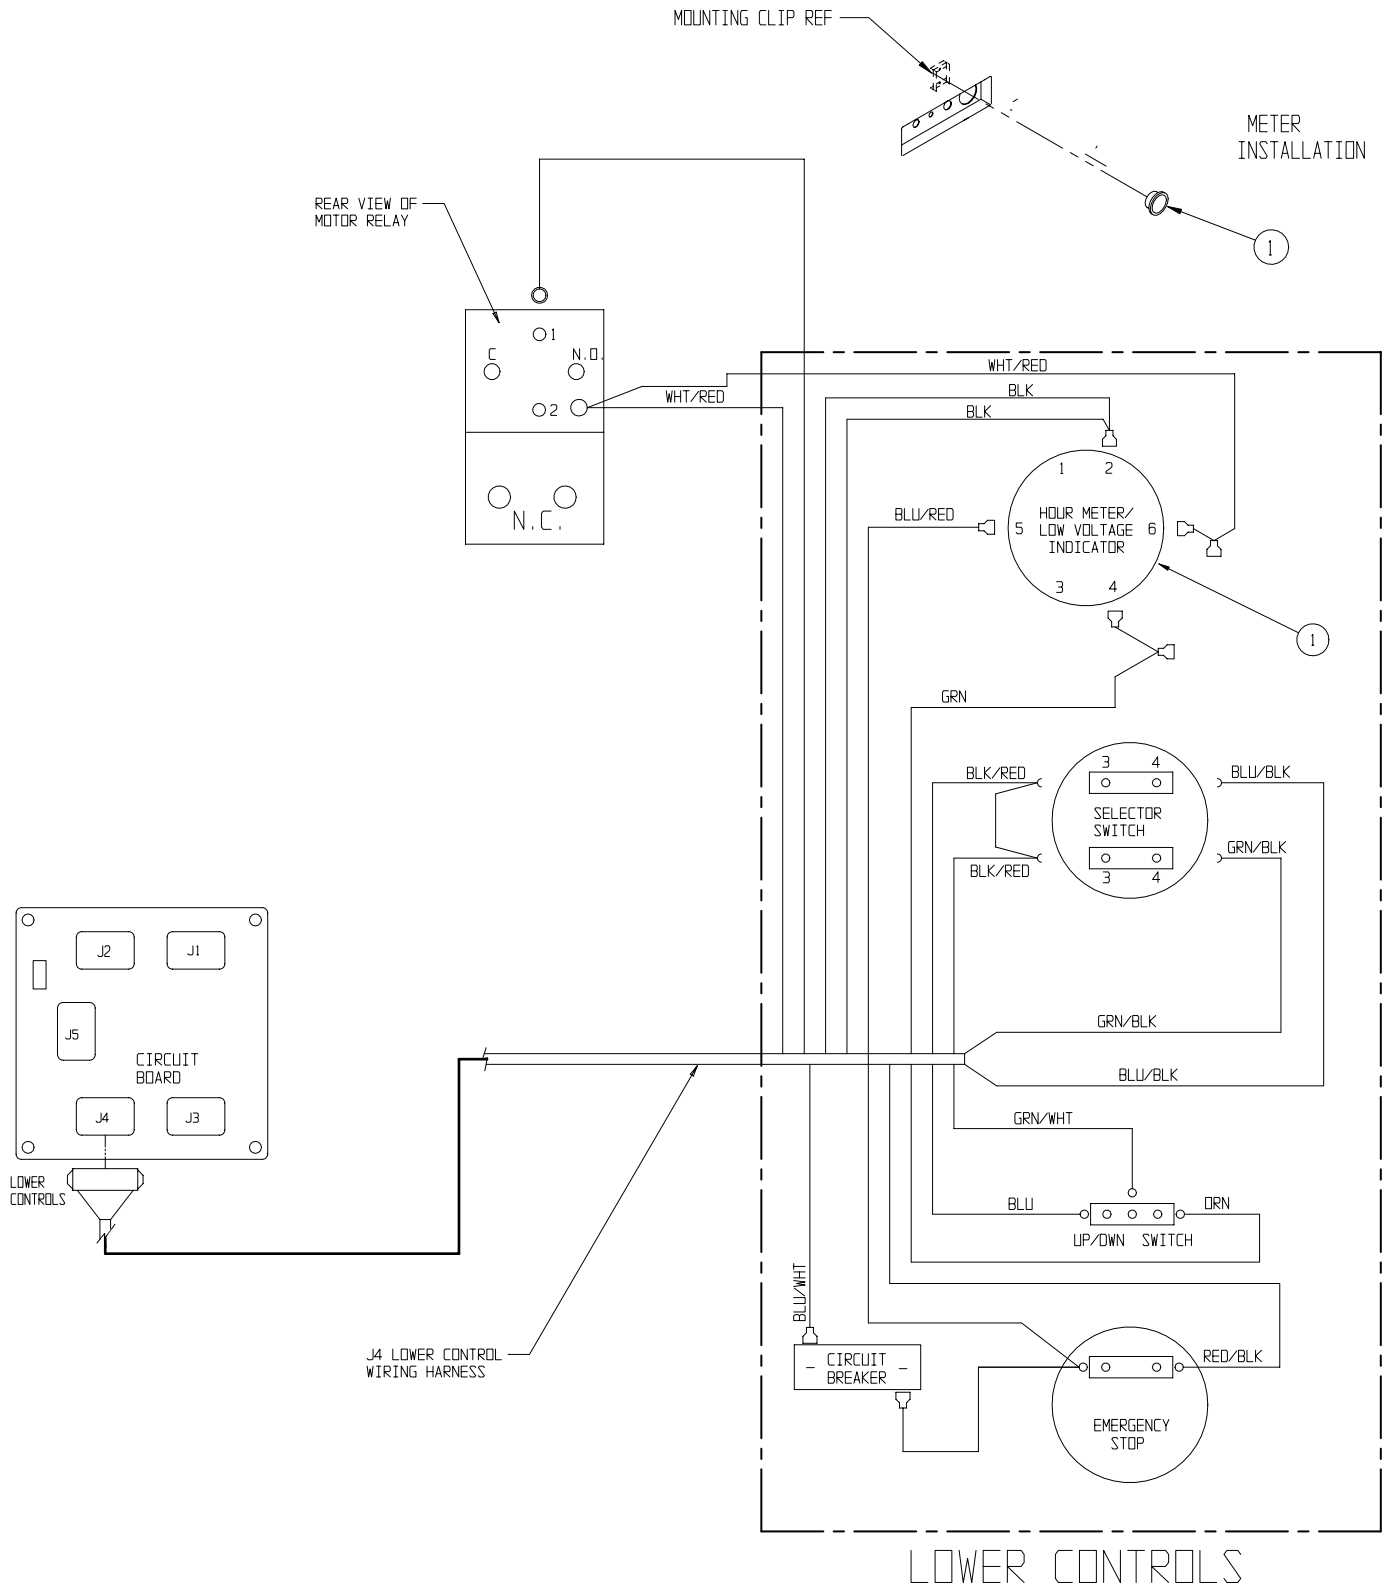 MOUNTING CLIP REF
METER
INSTALLATION
1
REAR VIEW OF
MOTOR RELAY
1
C
N.O.
2
N.C.
WHT/RED
WHT/RED
BLK
BLK
1 2
BLU/RED
5
HOUR METER/
LOW VOLTAGE
INDICATOR
6
3 4
1
GRN
BLK/RED
3 4
BLU/BLK
SELECTOR
SWITCH
GRN/BLK
BLK/RED
3 4
J2
J1
J5
CIRCUIT
BOARD
J4
J3
LOWER
CONTROLS
GRN/BLK
BLU/BLK
GRN/WHT
BLU
ORN
UP/DWN SWITCH
BLU/WHT
J4 LOWER CONTROL
WIRING HARNESS
- CIRCUIT -
BREAKER
RED/BLK
EMERGENCY
STOP
LOWER CONTROLS